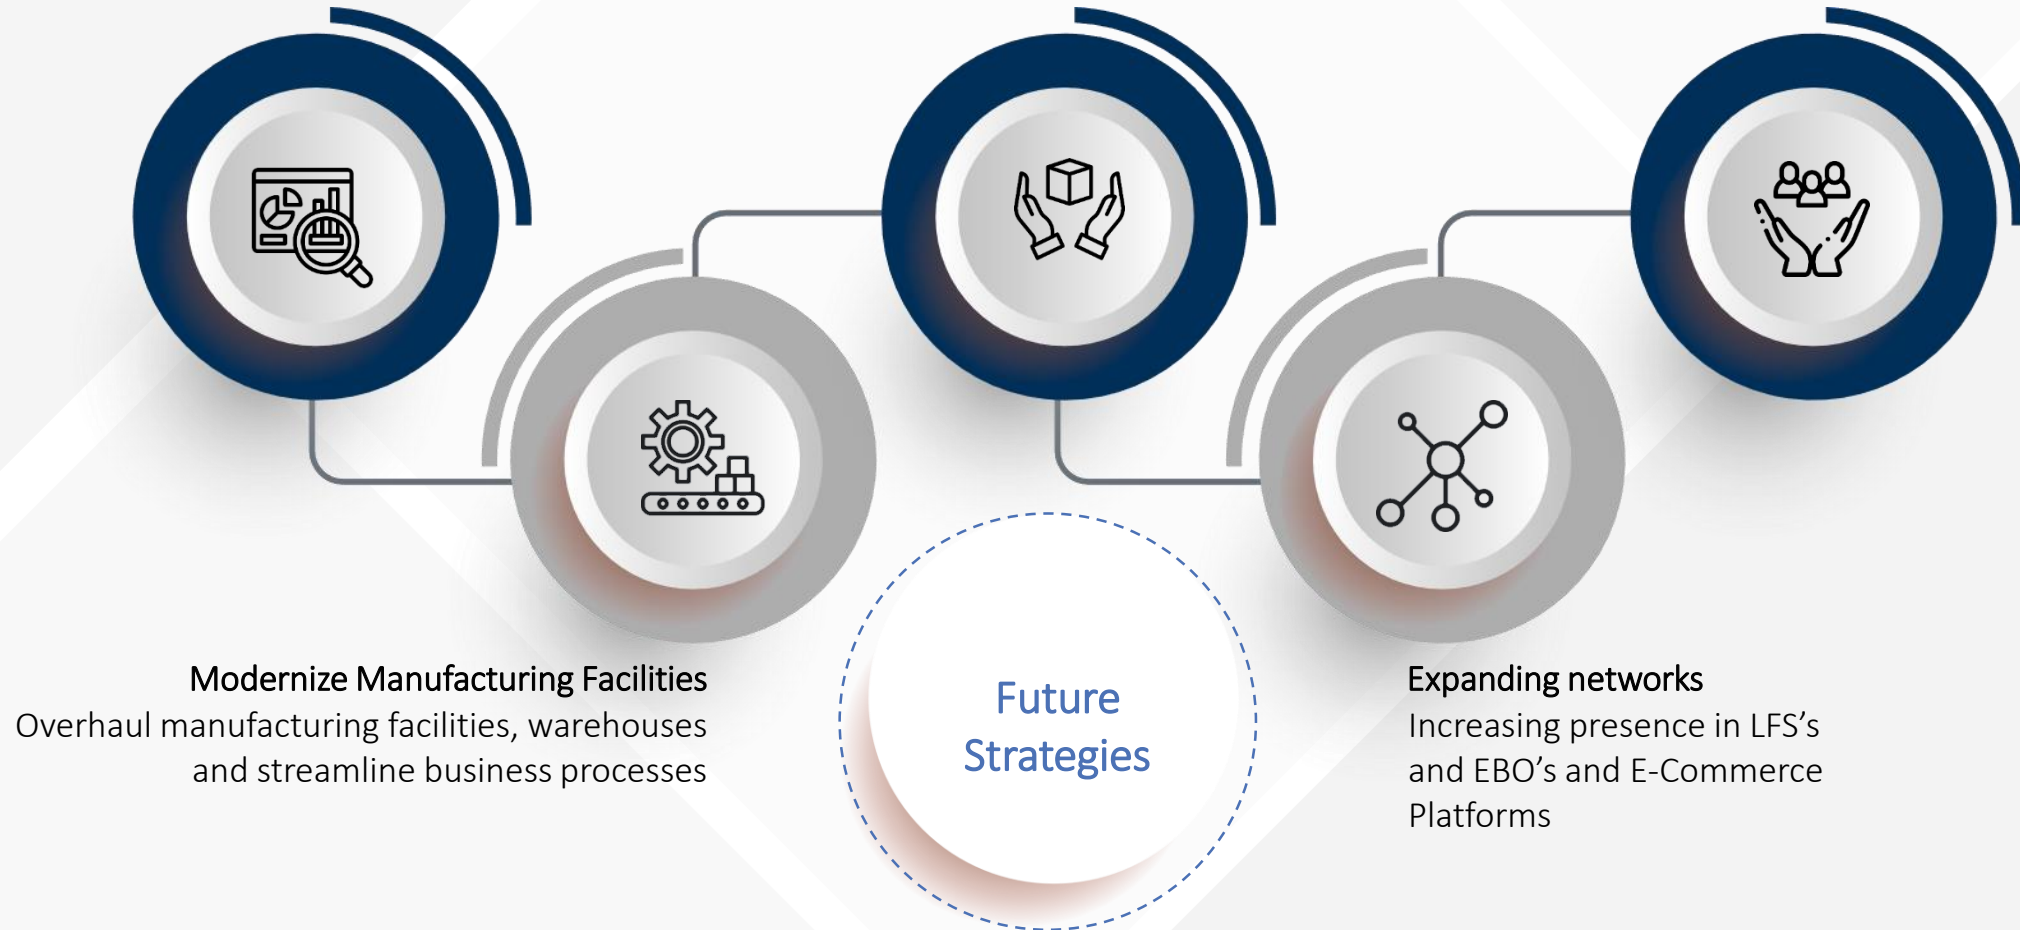 Modernize Manufacturing Facilities
Overhaul manufacturing facilities, warehouses
and streamline business processes
Future
Strategies
Expanding networks
Increasing presence in LFS’s
and EBO’s and E-Commerce
Platforms